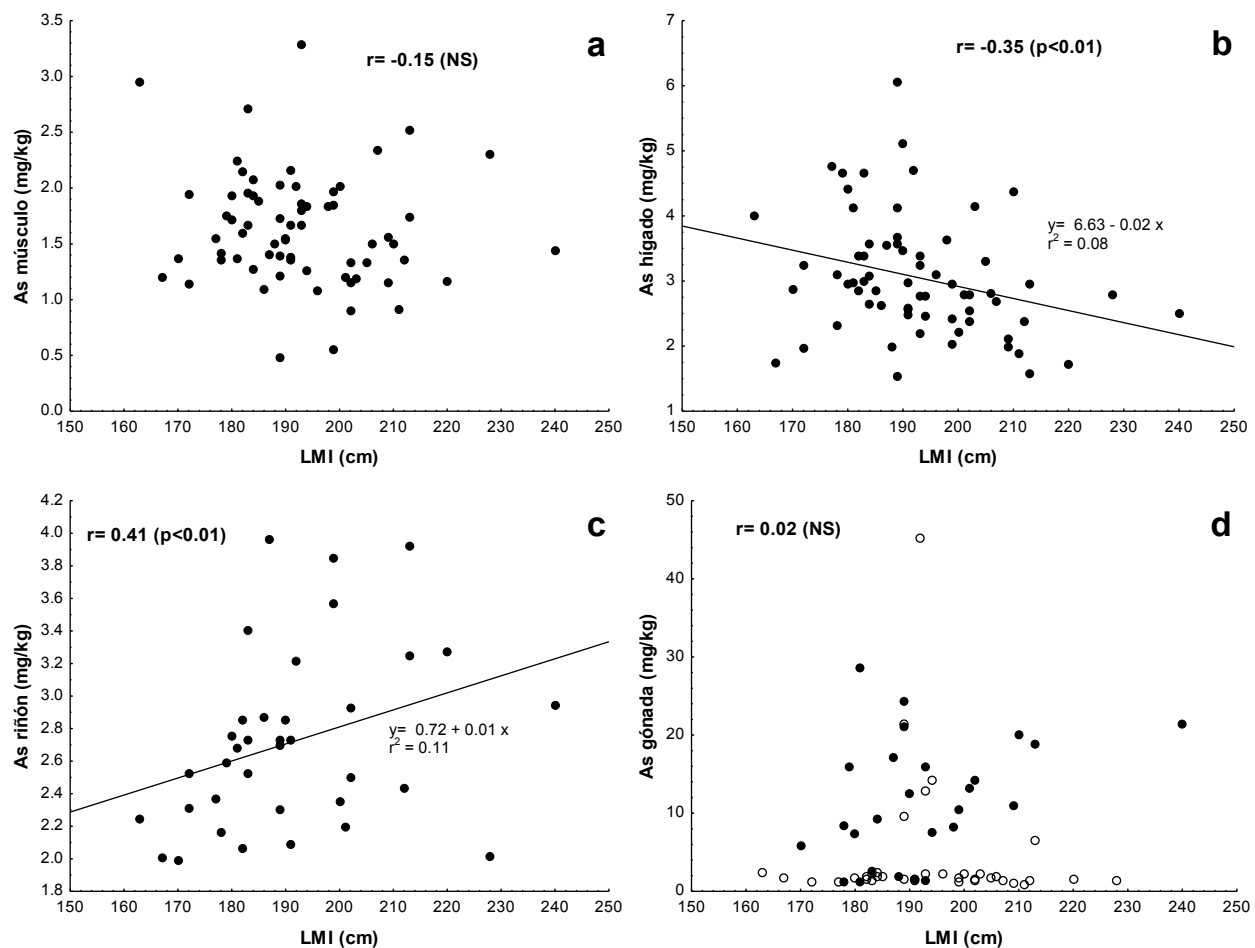 a
r= -0.15 (NS)
As músculo (mg/kg)
3.5
3.0
2.5
2.0
1.5
1.0
0.5
0.0
150 160 170 180 190 200 210 220 230 240 250
LMI (cm)
b
r= -0.35 (p<0.01)
As hígado (mg/kg)
7
6
5
4
3
2
1
y= 6.63 - 0.02 x
r² = 0.08
150 160 170 180 190 200 210 220 230 240 250
LMI (cm)
c
r= 0.41 (p<0.01)
As riñón (mg/kg)
4.2
4.0
3.8
3.6
3.4
3.2
3.0
2.8
2.6
2.4
2.2
2.0
1.8
y= 0.72 + 0.01 x
r² = 0.11
150 160 170 180 190 200 210 220 230 240 250
LMI (cm)
d
r= 0.02 (NS)
As gónada (mg/kg)
50
40
30
20
10
0
150 160 170 180 190 200 210 220 230 240 250
LMI (cm)